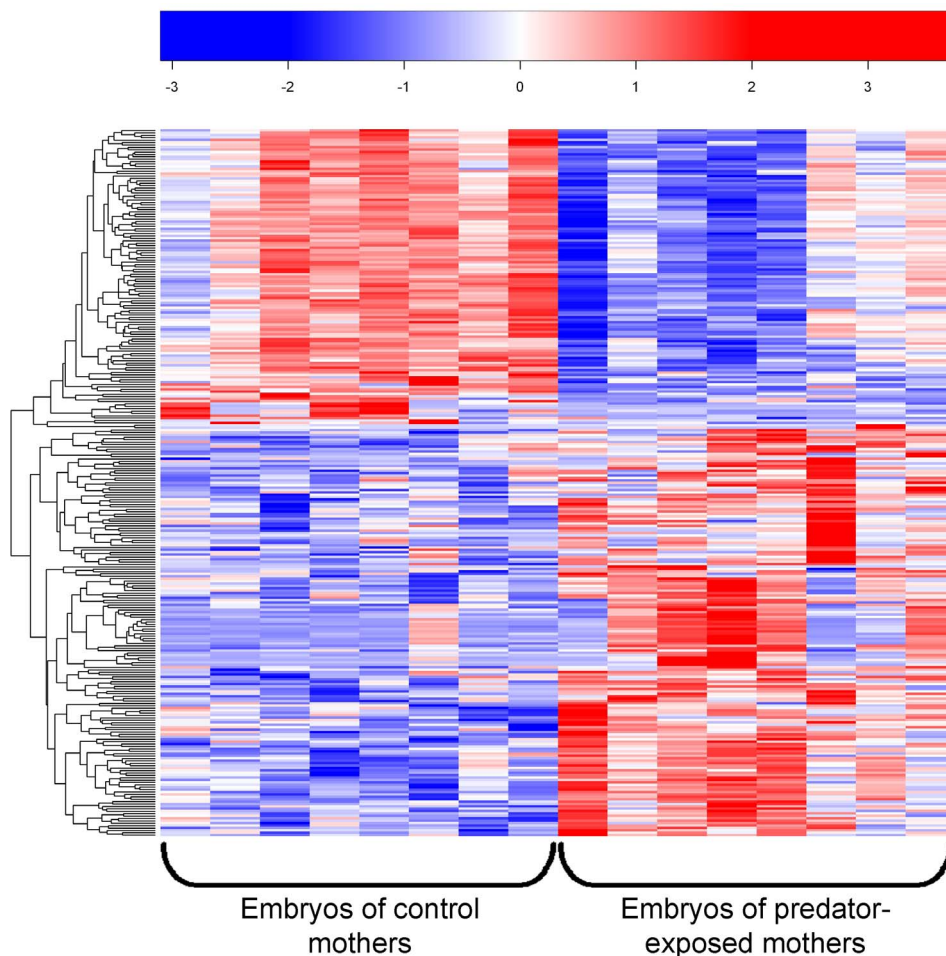 -3 -2 -1 0 1 2 3
Embryos of control
mothers
Embryos of predator-
exposed mothers